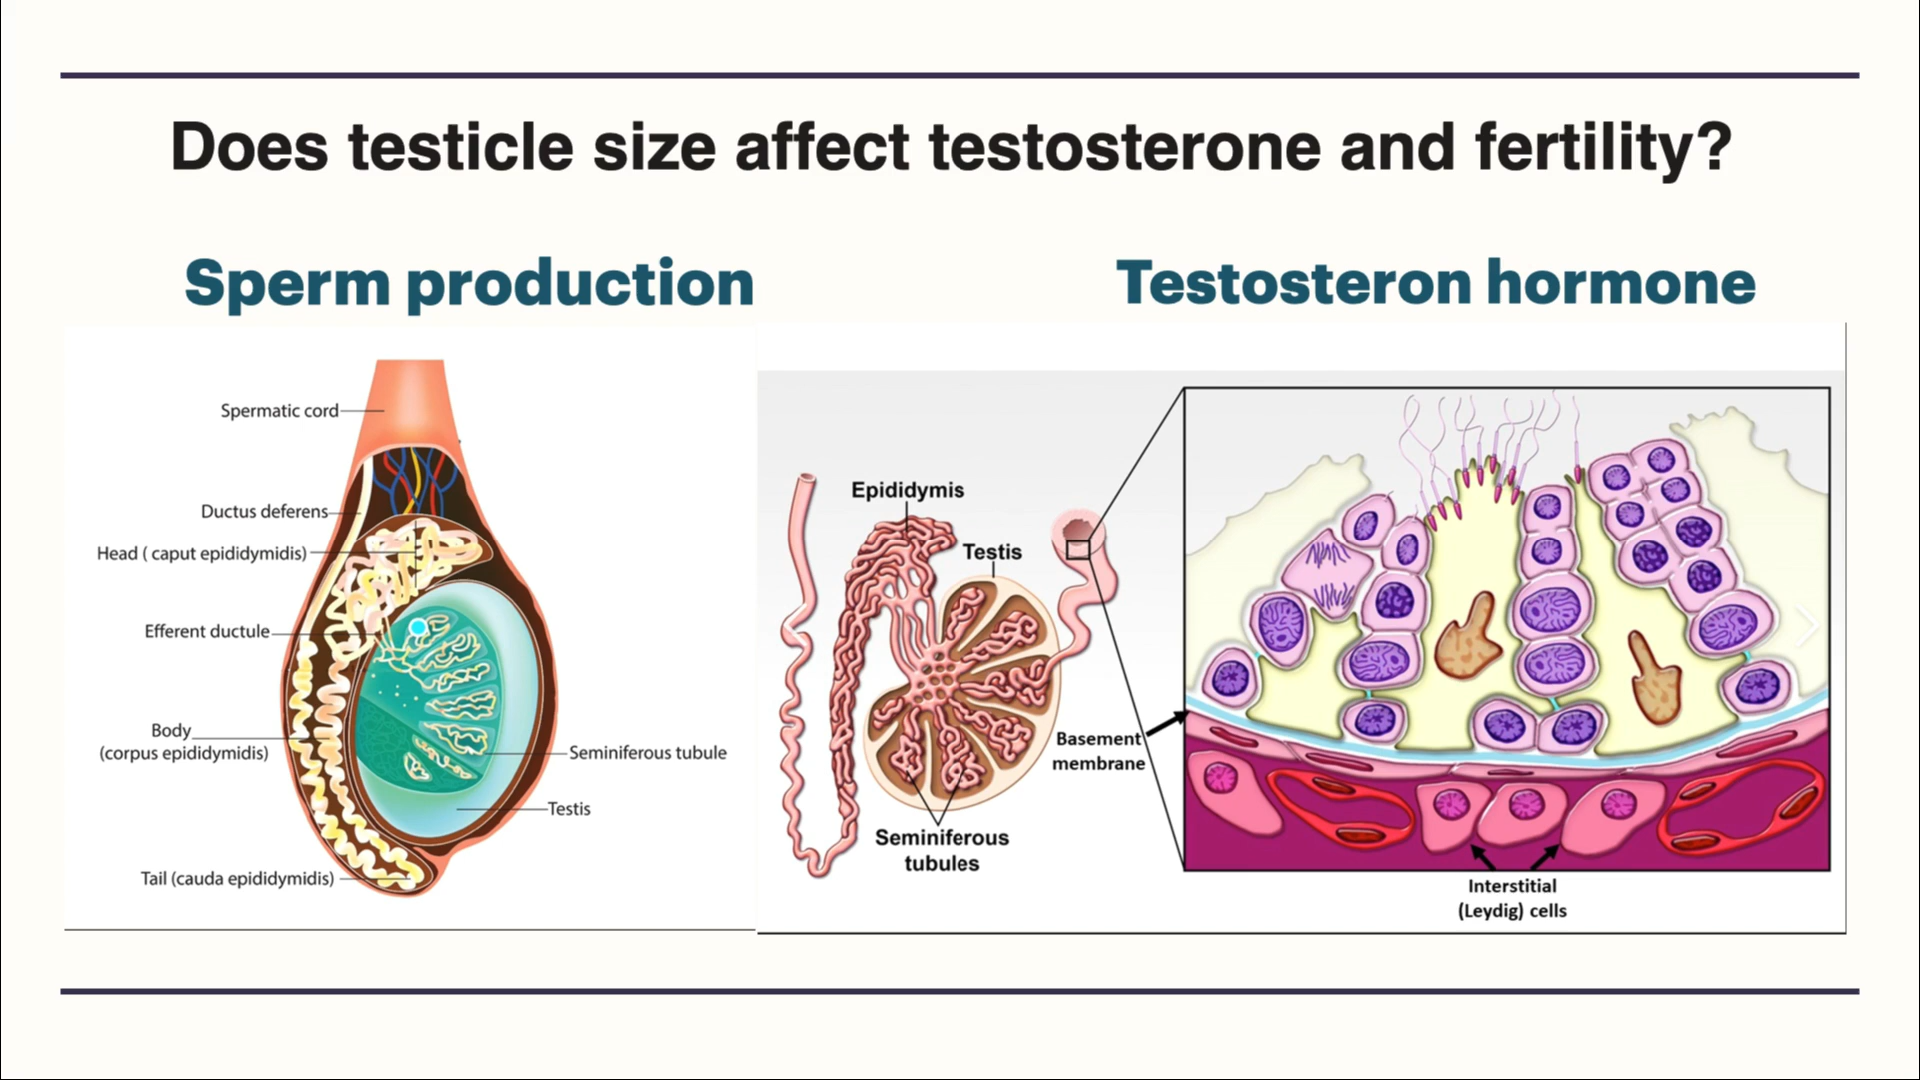 Does testicle size affect testosterone and fertility?
Sperm production
Testosteron hormone
Spermatic cord
Ductus deferens
Head ( caput epididymidis)
Efferent ductule
Body
(corpus epididymidis)
Seminiferous tubule
Testis
Tail (cauda epididymidis)
Epididymis
Testis
Basement
membrane
Seminiferous
tubules
Interstitial
(Leydig) cells